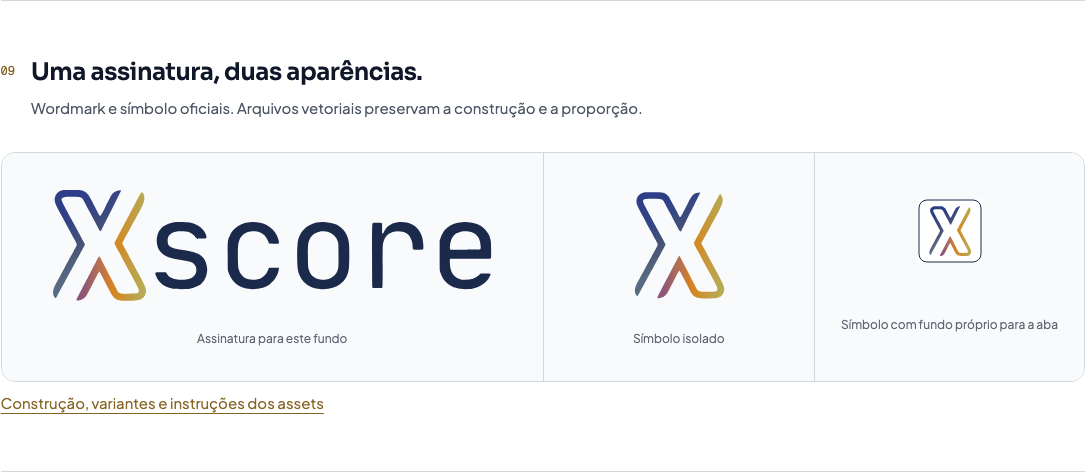 09
Uma assinatura, duas aparências.
Wordmark e símbolo oficiais. Arquivos vetoriais preservam a construção e a proporção.
Xscore
Assinatura para este fundo
X
Símbolo isolado
X
Símbolo com fundo próprio para a aba
Construção, variantes e instruções dos assets